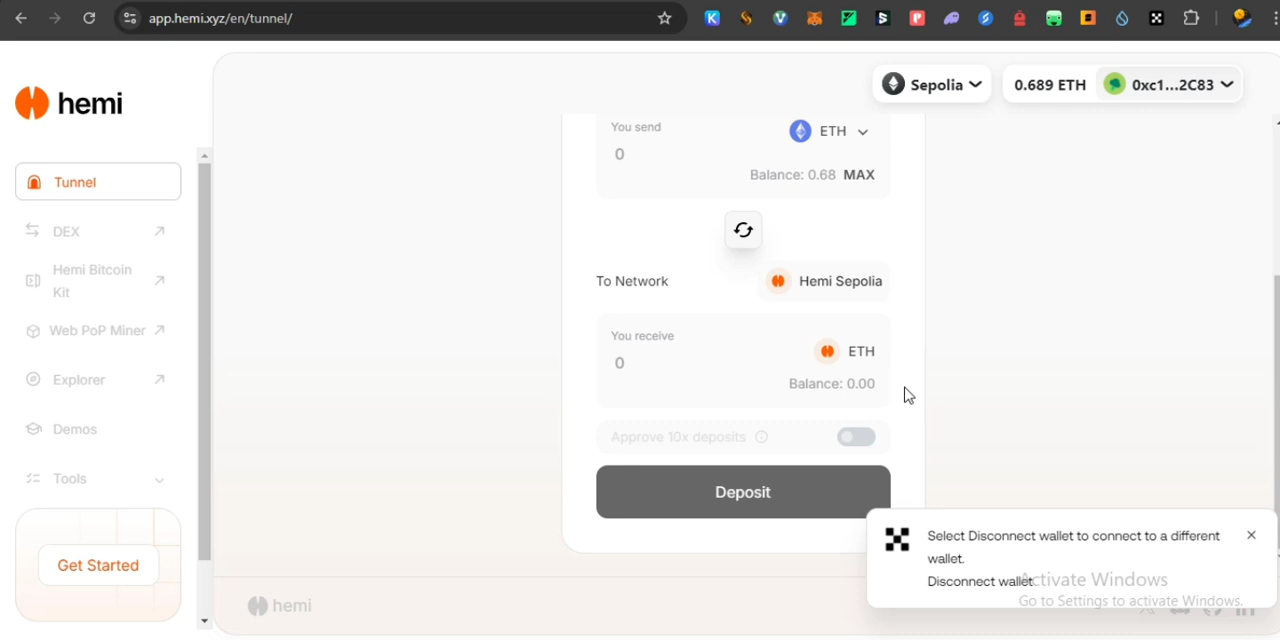 app.hemi.xyz/en/tunnel/
hemi
Sepolia
0.689 ETH 0xc1...2C83
Tunnel
DEX
Hemi Bitcoin
Kit
Web PoP Miner
Explorer
Demos
Tools
Get Started
You send
ETH
0
Balance: 0.68 MAX
To Network
Hemi Sepolia
You receive
ETH
0
Balance: 0.00
Approve 10x deposits
Deposit
hemi
Select Disconnect wallet to connect to a different
wallet.
Disconnect wallet
Activate Windows
Go to Settings to activate Windows.